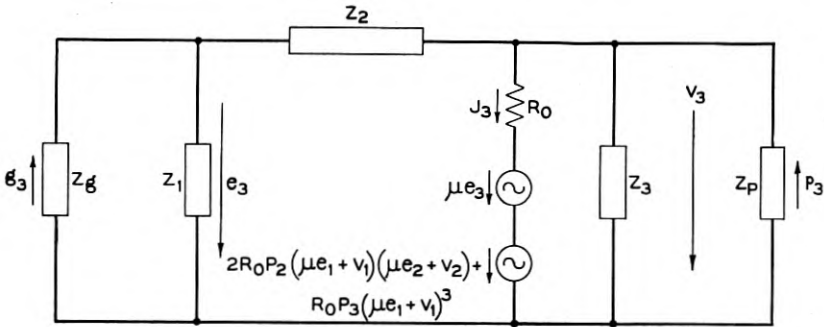 Z₂
J₃ R₀
v₃
g₃ Zg Z₁ e₃ μe₃ Z₃ Zp p₃
2R₀P₂(μe₁+v₁)(μe₂+v₂)+
R₀P₃(μe₁+v₁)³